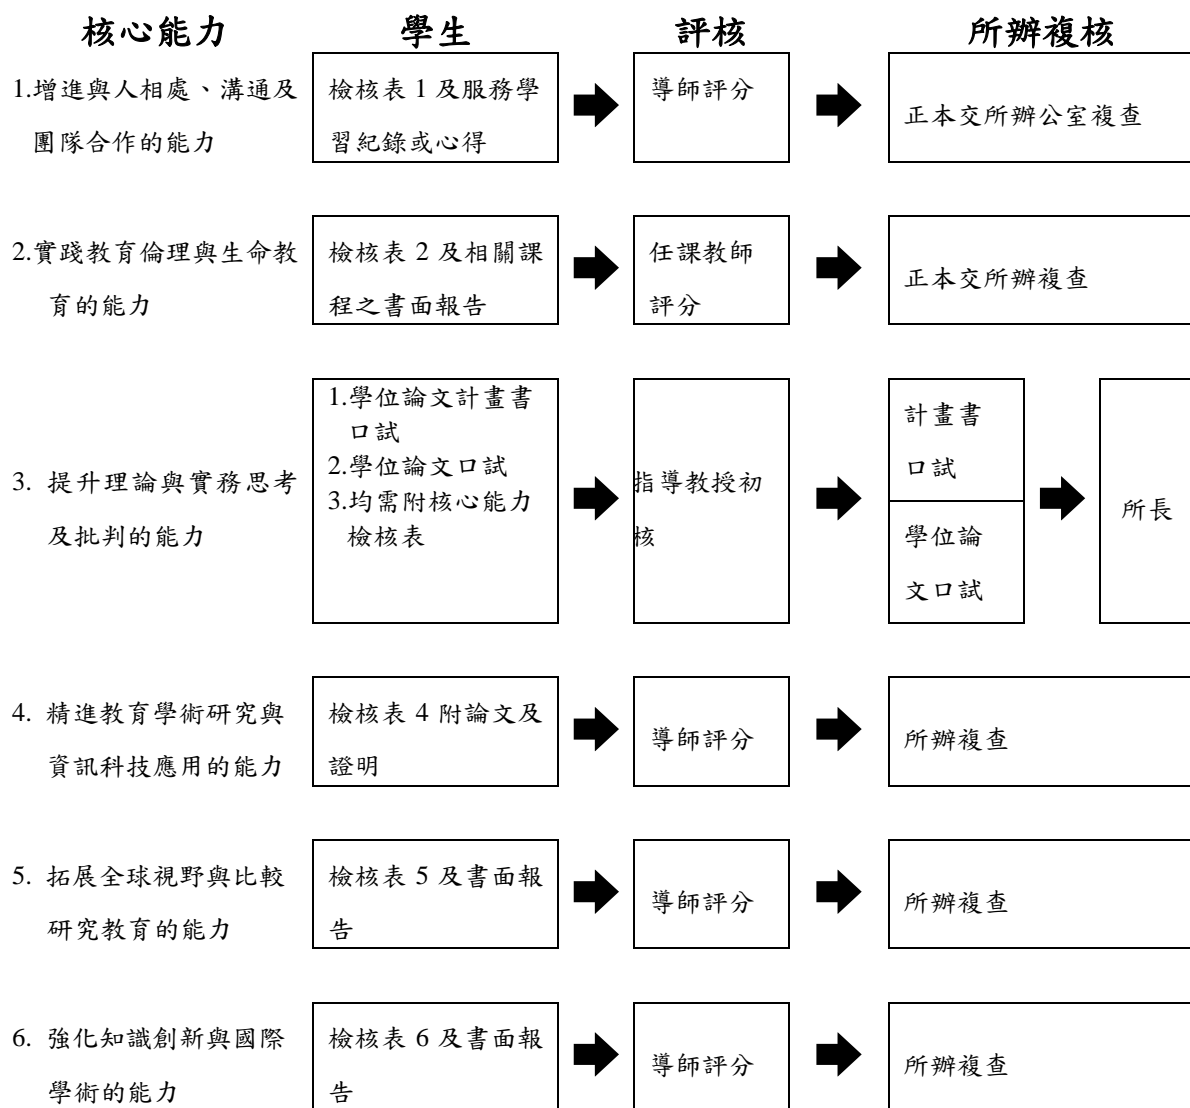 核心能力 學生 評核 所辦複核
1.增進與人相處、溝通及
團隊合作的能力
檢核表 1 及服務學
習紀錄或心得
導師評分
正本交所辦公室複查
2.實踐教育倫理與生命教
育的能力
檢核表 2 及相關課
程之書面報告
任課教師
評分
正本交所辦複查
3. 提升理論與實務思考
及批判的能力
1.學位論文計畫書
口試
2.學位論文口試
3.均需附核心能力
檢核表
指導教授初
核
計畫書
口試
學位論
文口試
所長
4. 精進教育學術研究與
資訊科技應用的能力
檢核表 4 附論文及
證明
導師評分
所辦複查
5. 拓展全球視野與比較
研究教育的能力
檢核表 5 及書面報
告
導師評分
所辦複查
6. 強化知識創新與國際
學術的能力
檢核表 6 及書面報
告
導師評分
所辦複查